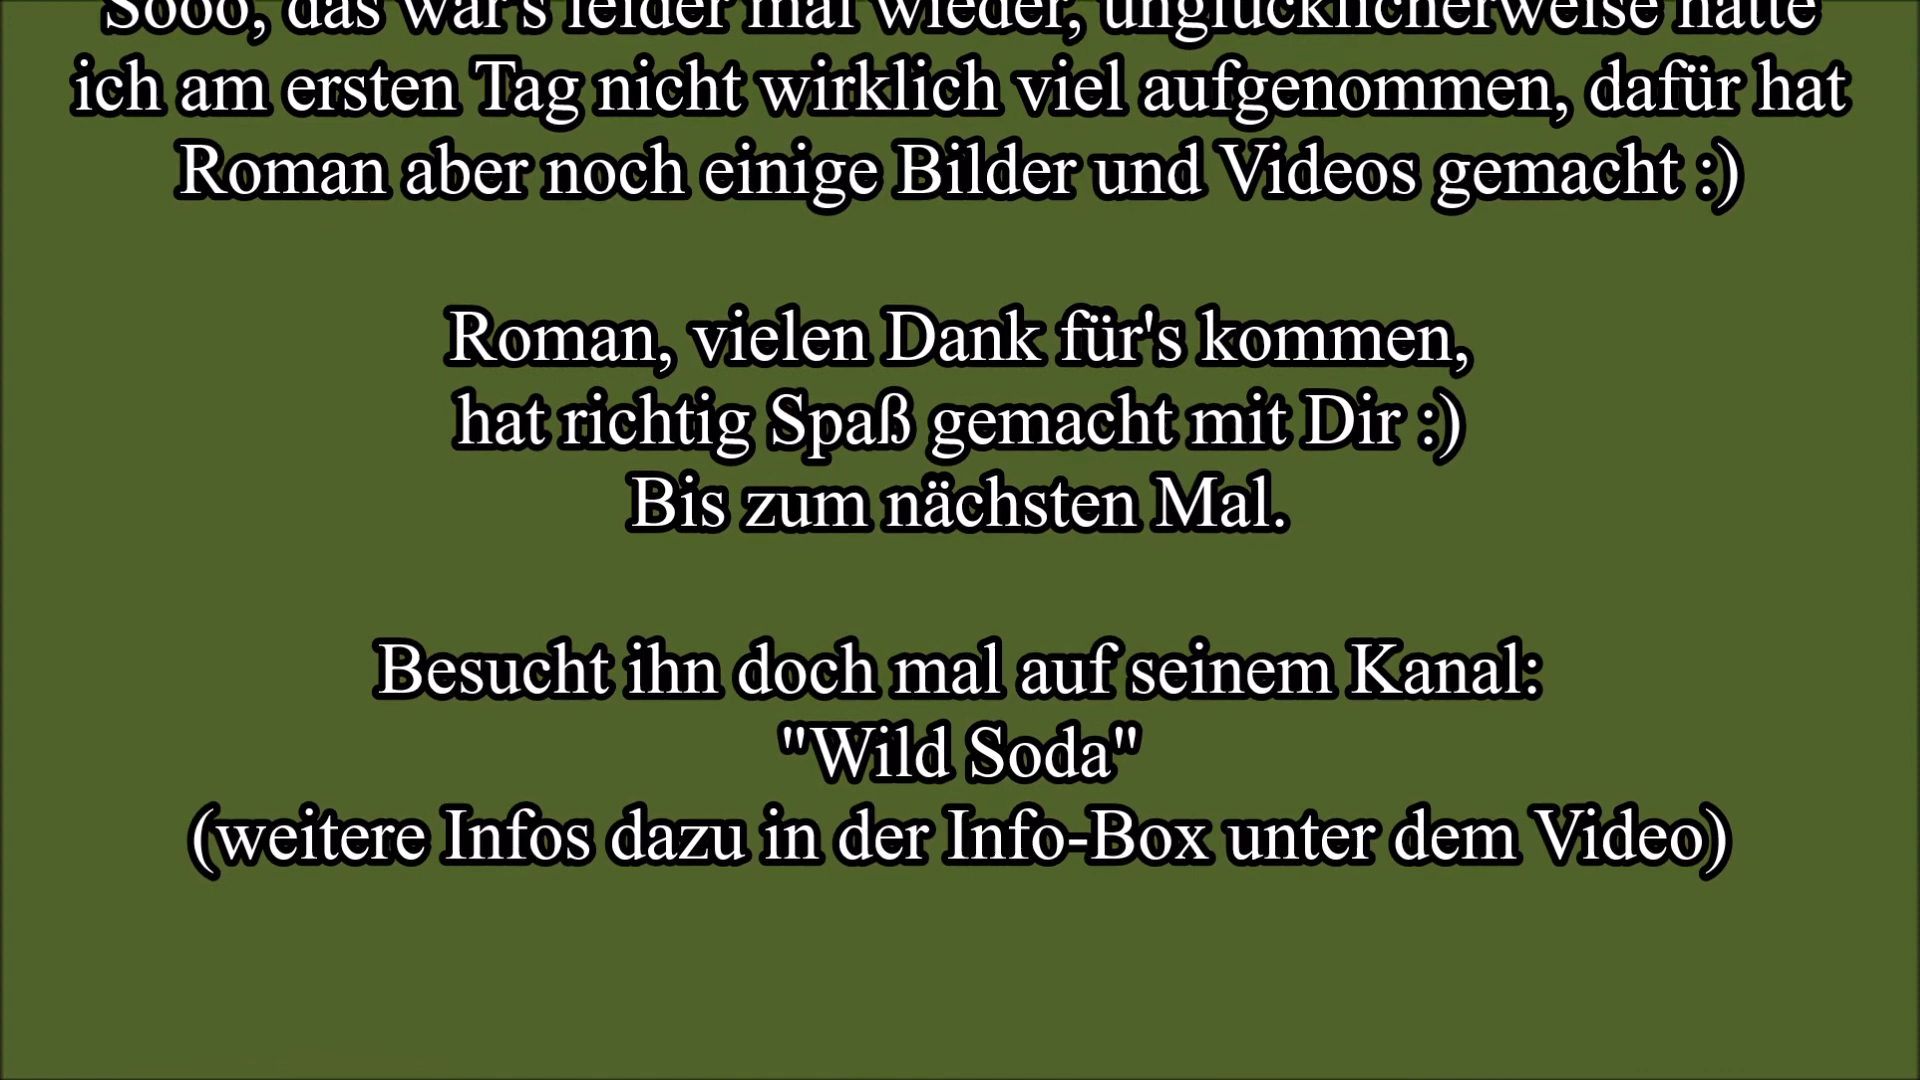 Sooo, das war's leider mal wieder, unglücklicherweise hatte
ich am ersten Tag nicht wirklich viel aufgenommen, dafür hat
Roman aber noch einige Bilder und Videos gemacht :)
Roman, vielen Dank für's kommen,
hat richtig Spaß gemacht mit Dir :)
Bis zum nächsten Mal.
Besucht ihn doch mal auf seinem Kanal:
"Wild Soda"
(weitere Infos dazu in der Info-Box unter dem Video)